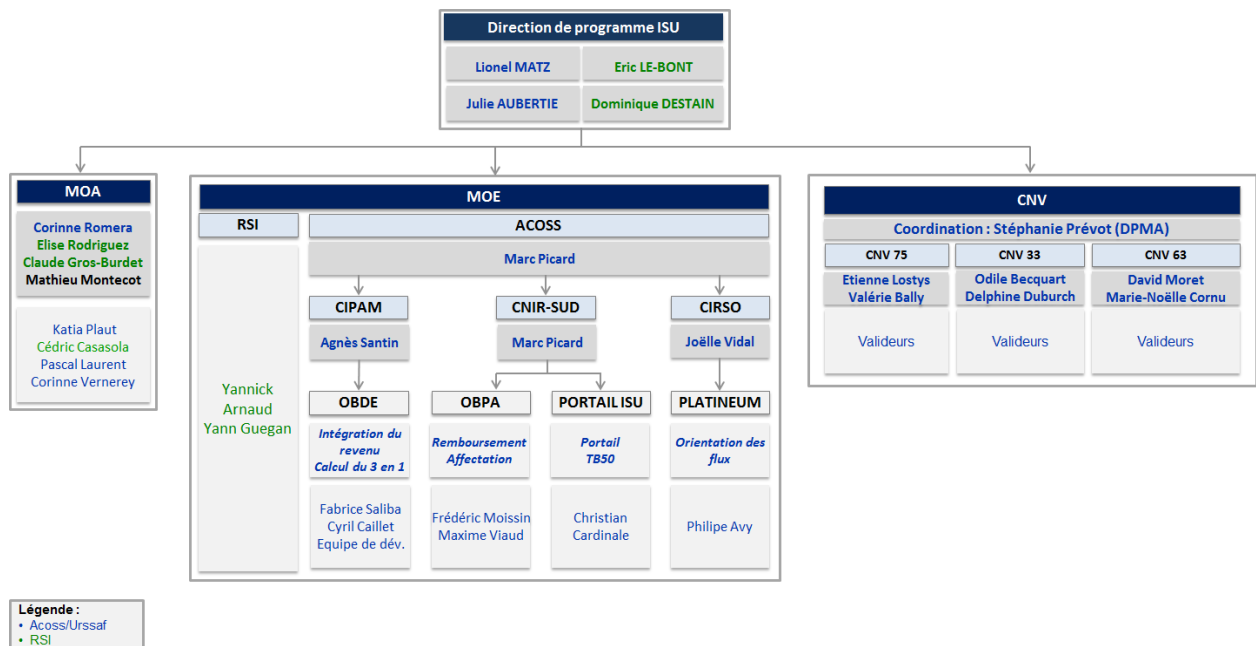 Direction de programme ISU
Lionel MATZ
Eric LE-BONT
Julie AUBERTIE
Dominique DESTAIN
MOA
Corinne Romera
Elise Rodriguez
Claude Gros-Burdet
Mathieu Montecot
Katia Plaut
Cédric Casasola
Pascal Laurent
Corinne Vernerey
MOE
RSI
Yannick
Arnaud
Yann Guegan
ACOSS
Marc Picard
CIPAM
Agnès Santin
CNIR-SUD
Marc Picard
CIRSO
Joëlle Vidal
OBDE
Intégration du
revenu
Calcul du 3 en 1
Fabrice Saliba
Cyril Caillet
Equipe de dév.
OBPA
Remboursement
Affectation
Frédéric Moissin
Maxime Viaud
PORTAIL ISU
Portail
TB50
Christian
Cardinale
PLATINEUM
Orientation des
flux
Philipe Avy
CNV
Coordination : Stéphanie Prévot (DPMA)
CNV 75
Etienne Lostys
Valérie Bally
Valideurs
CNV 33
Odile Becquart
Delphine Duburch
Valideurs
CNV 63
David Moret
Marie-Noëlle Cornu
Valideurs
Légende :
• Acoss/Urssaf
• RSI